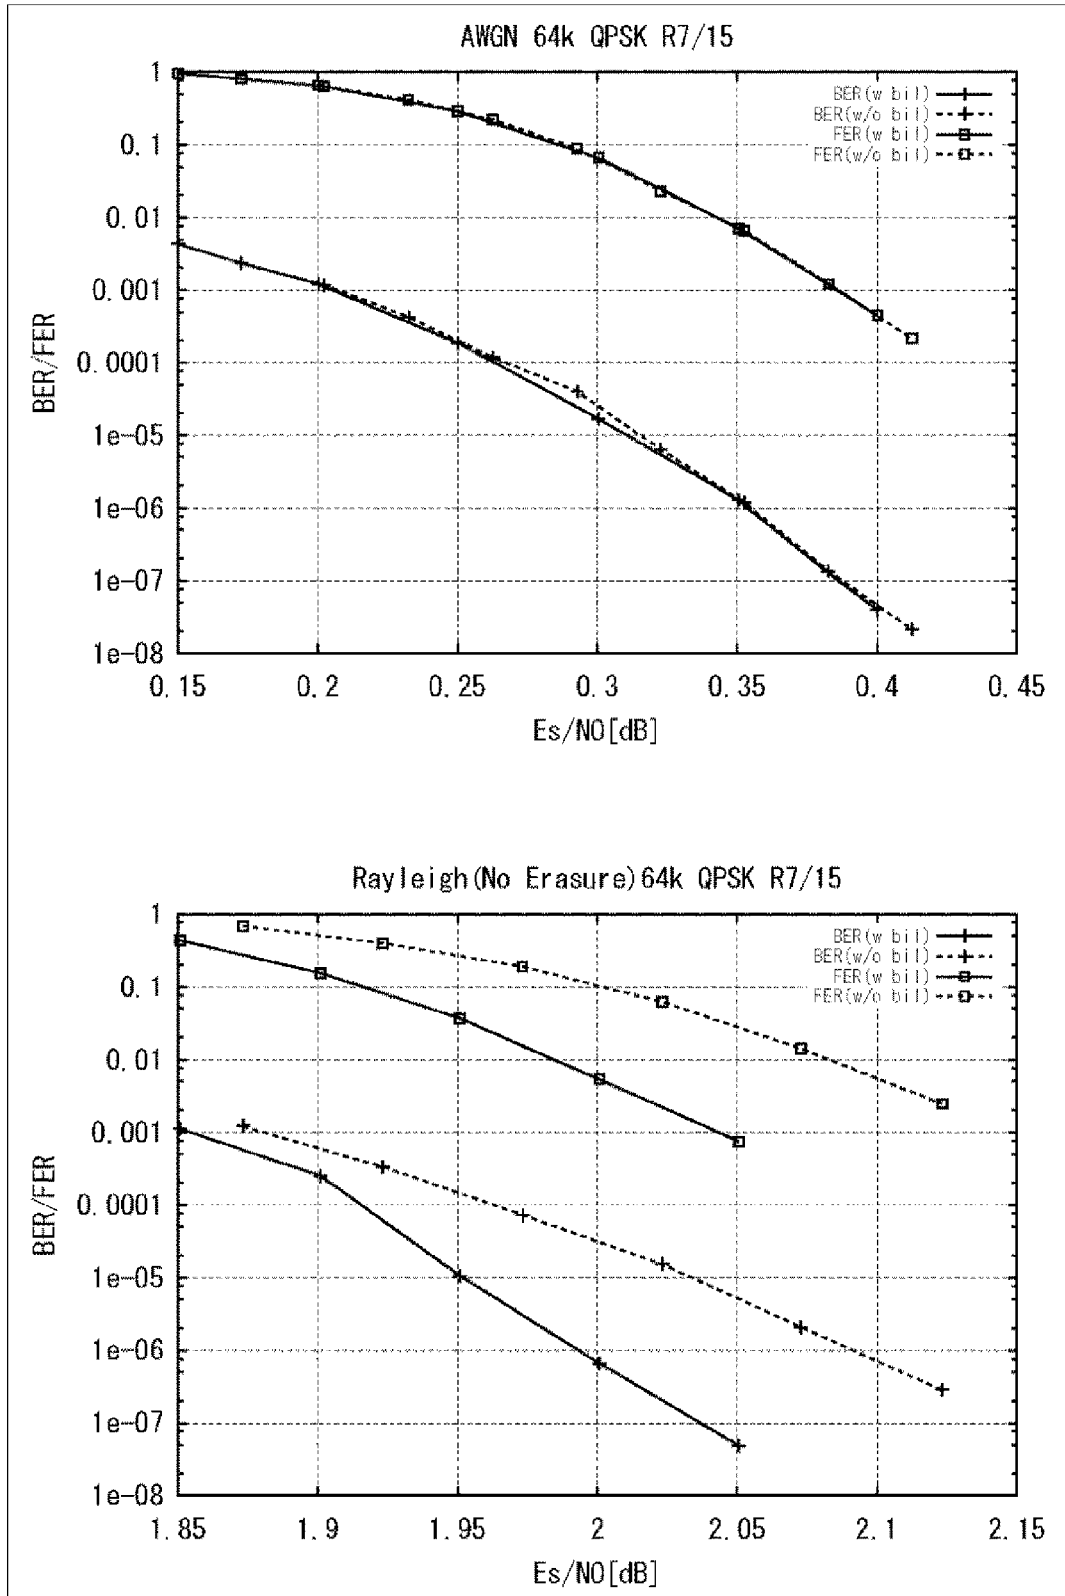 AWGN 64k QPSK R7/15
1
0.1
0.01
0.001
0.0001
1e-05
1e-06
1e-07
1e-08
BER/FER
BER(w bil)
BER(w/o bil)
FER(w bil)
FER(w/o bil)
0.15 0.2 0.25 0.3 0.35 0.4 0.45
Es/N0[dB]
Rayleigh(No Erasure)64k QPSK R7/15
1
0.1
0.01
0.001
0.0001
1e-05
1e-06
1e-07
1e-08
BER/FER
BER(w bil)
BER(w/o bil)
FER(w bil)
FER(w/o bil)
1.85 1.9 1.95 2 2.05 2.1 2.15
Es/N0[dB]